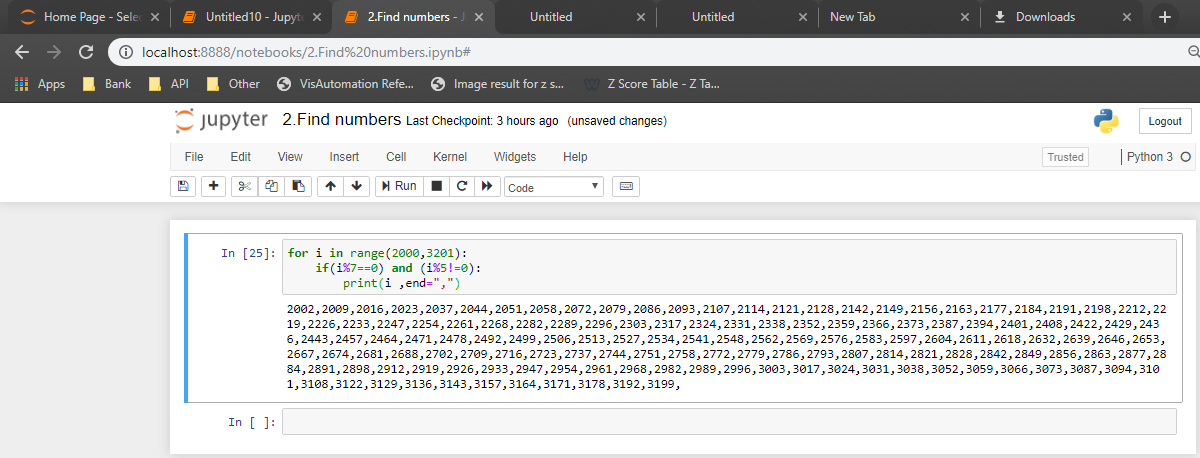 Home Page - Selec
Untitled10 - Jupyt
2.Find numbers - J
Untitled
Untitled
New Tab
Downloads
localhost:8888/notebooks/2.Find%20numbers.ipynb#
Apps
Bank
API
Other
VisAutomation Refe...
Image result for z s...
Z Score Table - Z Ta...
jupyter 2.Find numbers Last Checkpoint: 3 hours ago (unsaved changes)
Logout
File Edit View Insert Cell Kernel Widgets Help
Trusted
Python 3
Run
Code
In [25]: for i in range(2000,3201):
    if(i%7==0) and (i%5!=0):
        print(i ,end=",")
2002,2009,2016,2023,2037,2044,2051,2058,2072,2079,2086,2093,2107,2114,2121,2128,2142,2149,2156,2163,2177,2184,2191,2198,2212,22
19,2226,2233,2247,2254,2261,2268,2282,2289,2296,2303,2317,2324,2331,2338,2352,2359,2366,2373,2387,2394,2401,2408,2422,2429,243
6,2443,2457,2464,2471,2478,2492,2499,2506,2513,2527,2534,2541,2548,2562,2569,2576,2583,2597,2604,2611,2618,2632,2639,2646,2653,
2667,2674,2681,2688,2702,2709,2716,2723,2737,2744,2751,2758,2772,2779,2786,2793,2807,2814,2821,2828,2842,2849,2856,2863,2877,28
84,2891,2898,2912,2919,2926,2933,2947,2954,2961,2968,2982,2989,2996,3003,3017,3024,3031,3038,3052,3059,3066,3073,3087,3094,310
1,3108,3122,3129,3136,3143,3157,3164,3171,3178,3192,3199,
In [ ]: